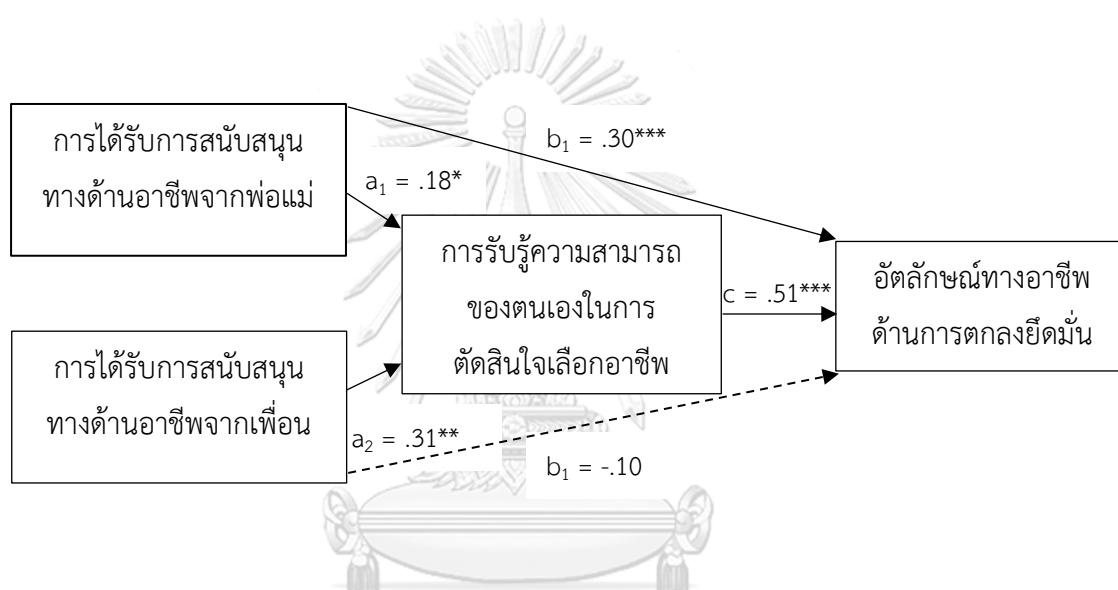 การได้รับการสนับสนุน
ทางด้านอาชีพจากพ่อแม่
b₁ = .30***
a₁ = .18*
การรับรู้ความสามารถ
ของตนเองในการ
ตัดสินใจเลือกอาชีพ
c = .51***
อัตลักษณ์ทางอาชีพ
ด้านการตกลงยึดมั่น
การได้รับการสนับสนุน
ทางด้านอาชีพจากเพื่อน
a₂ = .31**
b₁ = -.10